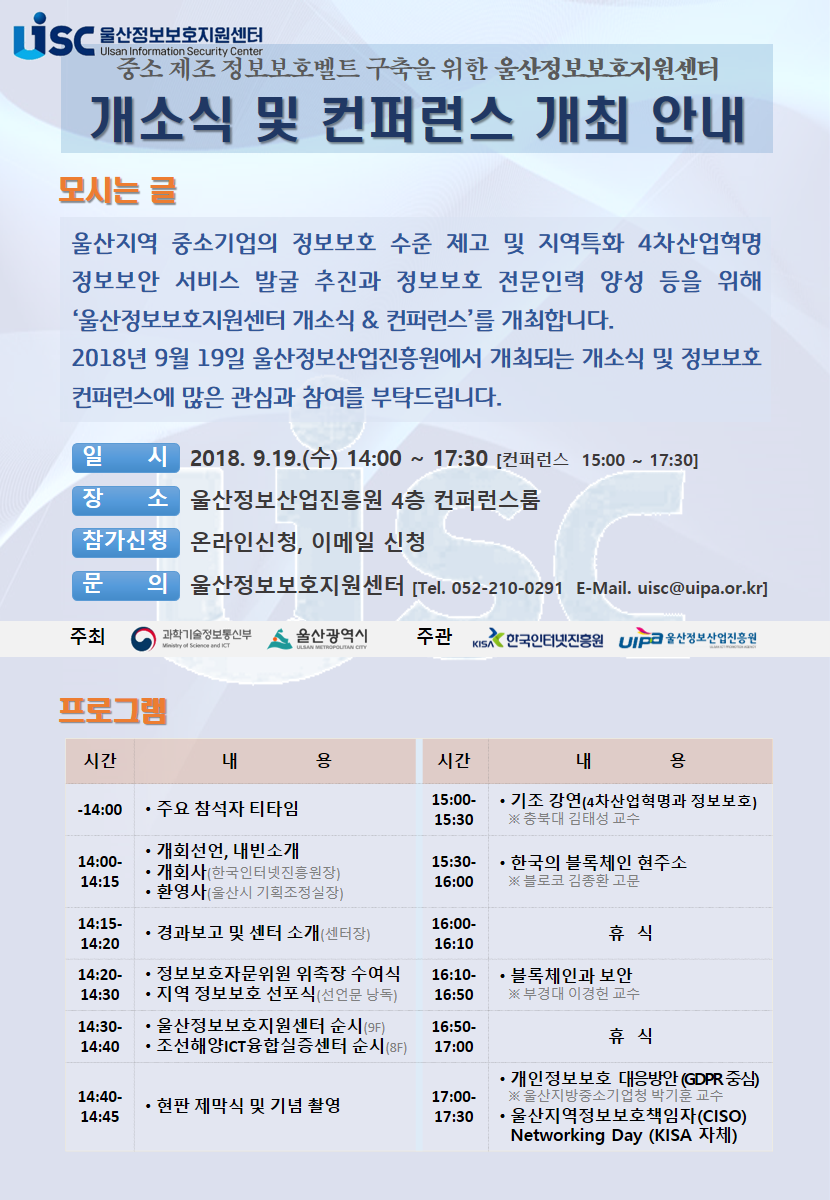 UiSC 울산정보보호지원센터
Ulsan Information Security Center
중소 제조 정보보호벨트 구축을 위한 울산정보보호지원센터
개소식 및 컨퍼런스 개최 안내
모시는 글
울산지역 중소기업의 정보보호 수준 제고 및 지역특화 4차산업혁명
정보보안 서비스 발굴 추진과 정보보호 전문인력 양성 등을 위해
‘울산정보보호지원센터 개소식 & 컨퍼런스’를 개최합니다.
2018년 9월 19일 울산정보산업진흥원에서 개최되는 개소식 및 정보보호
컨퍼런스에 많은 관심과 참여를 부탁드립니다.
일 시 2018. 9.19.(수) 14:00 ~ 17:30 [컨퍼런스 15:00 ~ 17:30]
장 소 울산정보산업진흥원 4층 컨퍼런스룸
참가신청 온라인신청, 이메일 신청
문 의 울산정보보호지원센터 [Tel. 052-210-0291 E-Mail. uisc@uipa.or.kr]
uisc
주최 과학기술정보통신부 울산광역시 주관 KISA 한국인터넷진흥원 UIPa 울산정보산업진흥원
Ministry of Science and ICT ULSAN METROPOLITAN CITY
프로그램
시간 내 용
-14:00 • 주요 참석자 티타임
14:00-
14:15
• 개회선언, 내빈소개
• 개회사(한국인터넷진흥원장)
• 환영사(울산시 기획조정실장)
14:15-
14:20
• 경과보고 및 센터 소개(센터장)
14:20-
14:30
• 정보보호자문위원 위촉장 수여식
• 지역 정보보호 선포식(선언문 낭독)
14:30-
14:40
• 울산정보보호지원센터 순시(9F)
• 조선해양ICT융합실증센터 순시(8F)
14:40-
14:45
• 현판 제막식 및 기념 촬영
시간 내 용
15:00-
15:30
• 기조 강연(4차산업혁명과 정보보호)
※ 충북대 김태성 교수
15:30-
16:00
• 한국의 블록체인 현주소
※ 블로코 김종환 고문
16:00-
16:10
휴 식
16:10-
16:50
• 블록체인과 보안
※ 부경대 이경현 교수
16:50-
17:00
휴 식
17:00-
17:30
• 개인정보보호 대응방안(GDPR 중심)
※ 울산지방중소기업청 박기훈 교수
• 울산지역정보보호책임자(CISO)
Networking Day (KISA 자체)